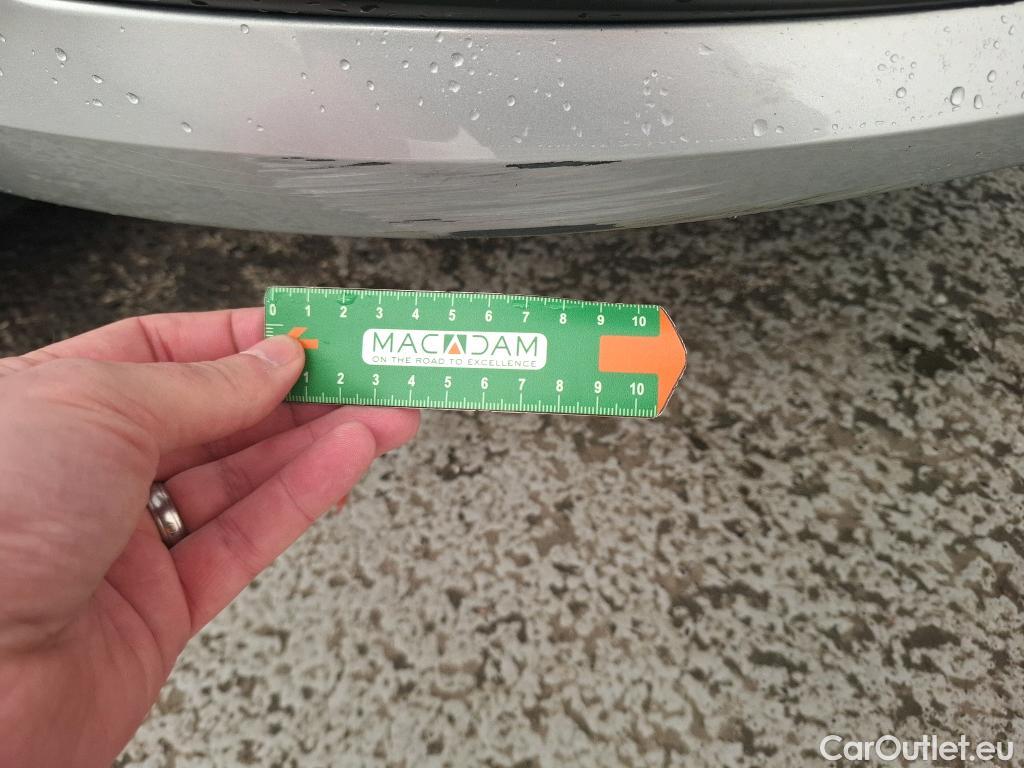 0 1 2 3 4 5 6 7 8 9 10
MACADAM
ON THE ROAD TO EXCELLENCE
1 2 3 4 5 6 7 8 9 10
CarOutlet.eu